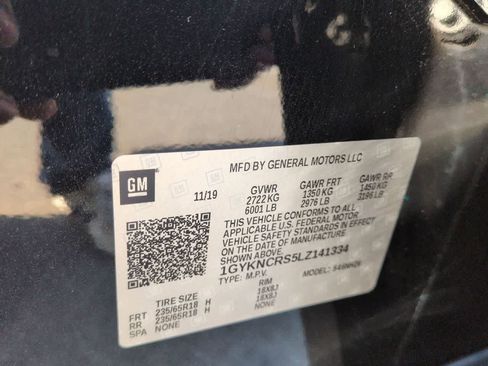 GM
MFD BY GENERAL MOTORS LLC
11/19 GVWR GAWR FRT GAWR RR
2722 KG 1350 KG 1450 KG
6001 LB 2976 LB 3196 LB
THIS VEHICLE CONFORMS TO ALL
APPLICABLE U.S. FEDERAL MOTOR
VEHICLE SAFETY STANDARDS IN EFFECT
ON THE DATE OF MANUFACTURE SHOWN ABOVE.
1GYKNCRS5LZ141334
TYPE: M.P.V. MODEL:
TIRE SIZE RIM
FRT 235/65R18 H 18X8J
RR 235/65R18 H 18X8J
SPA NONE NONE